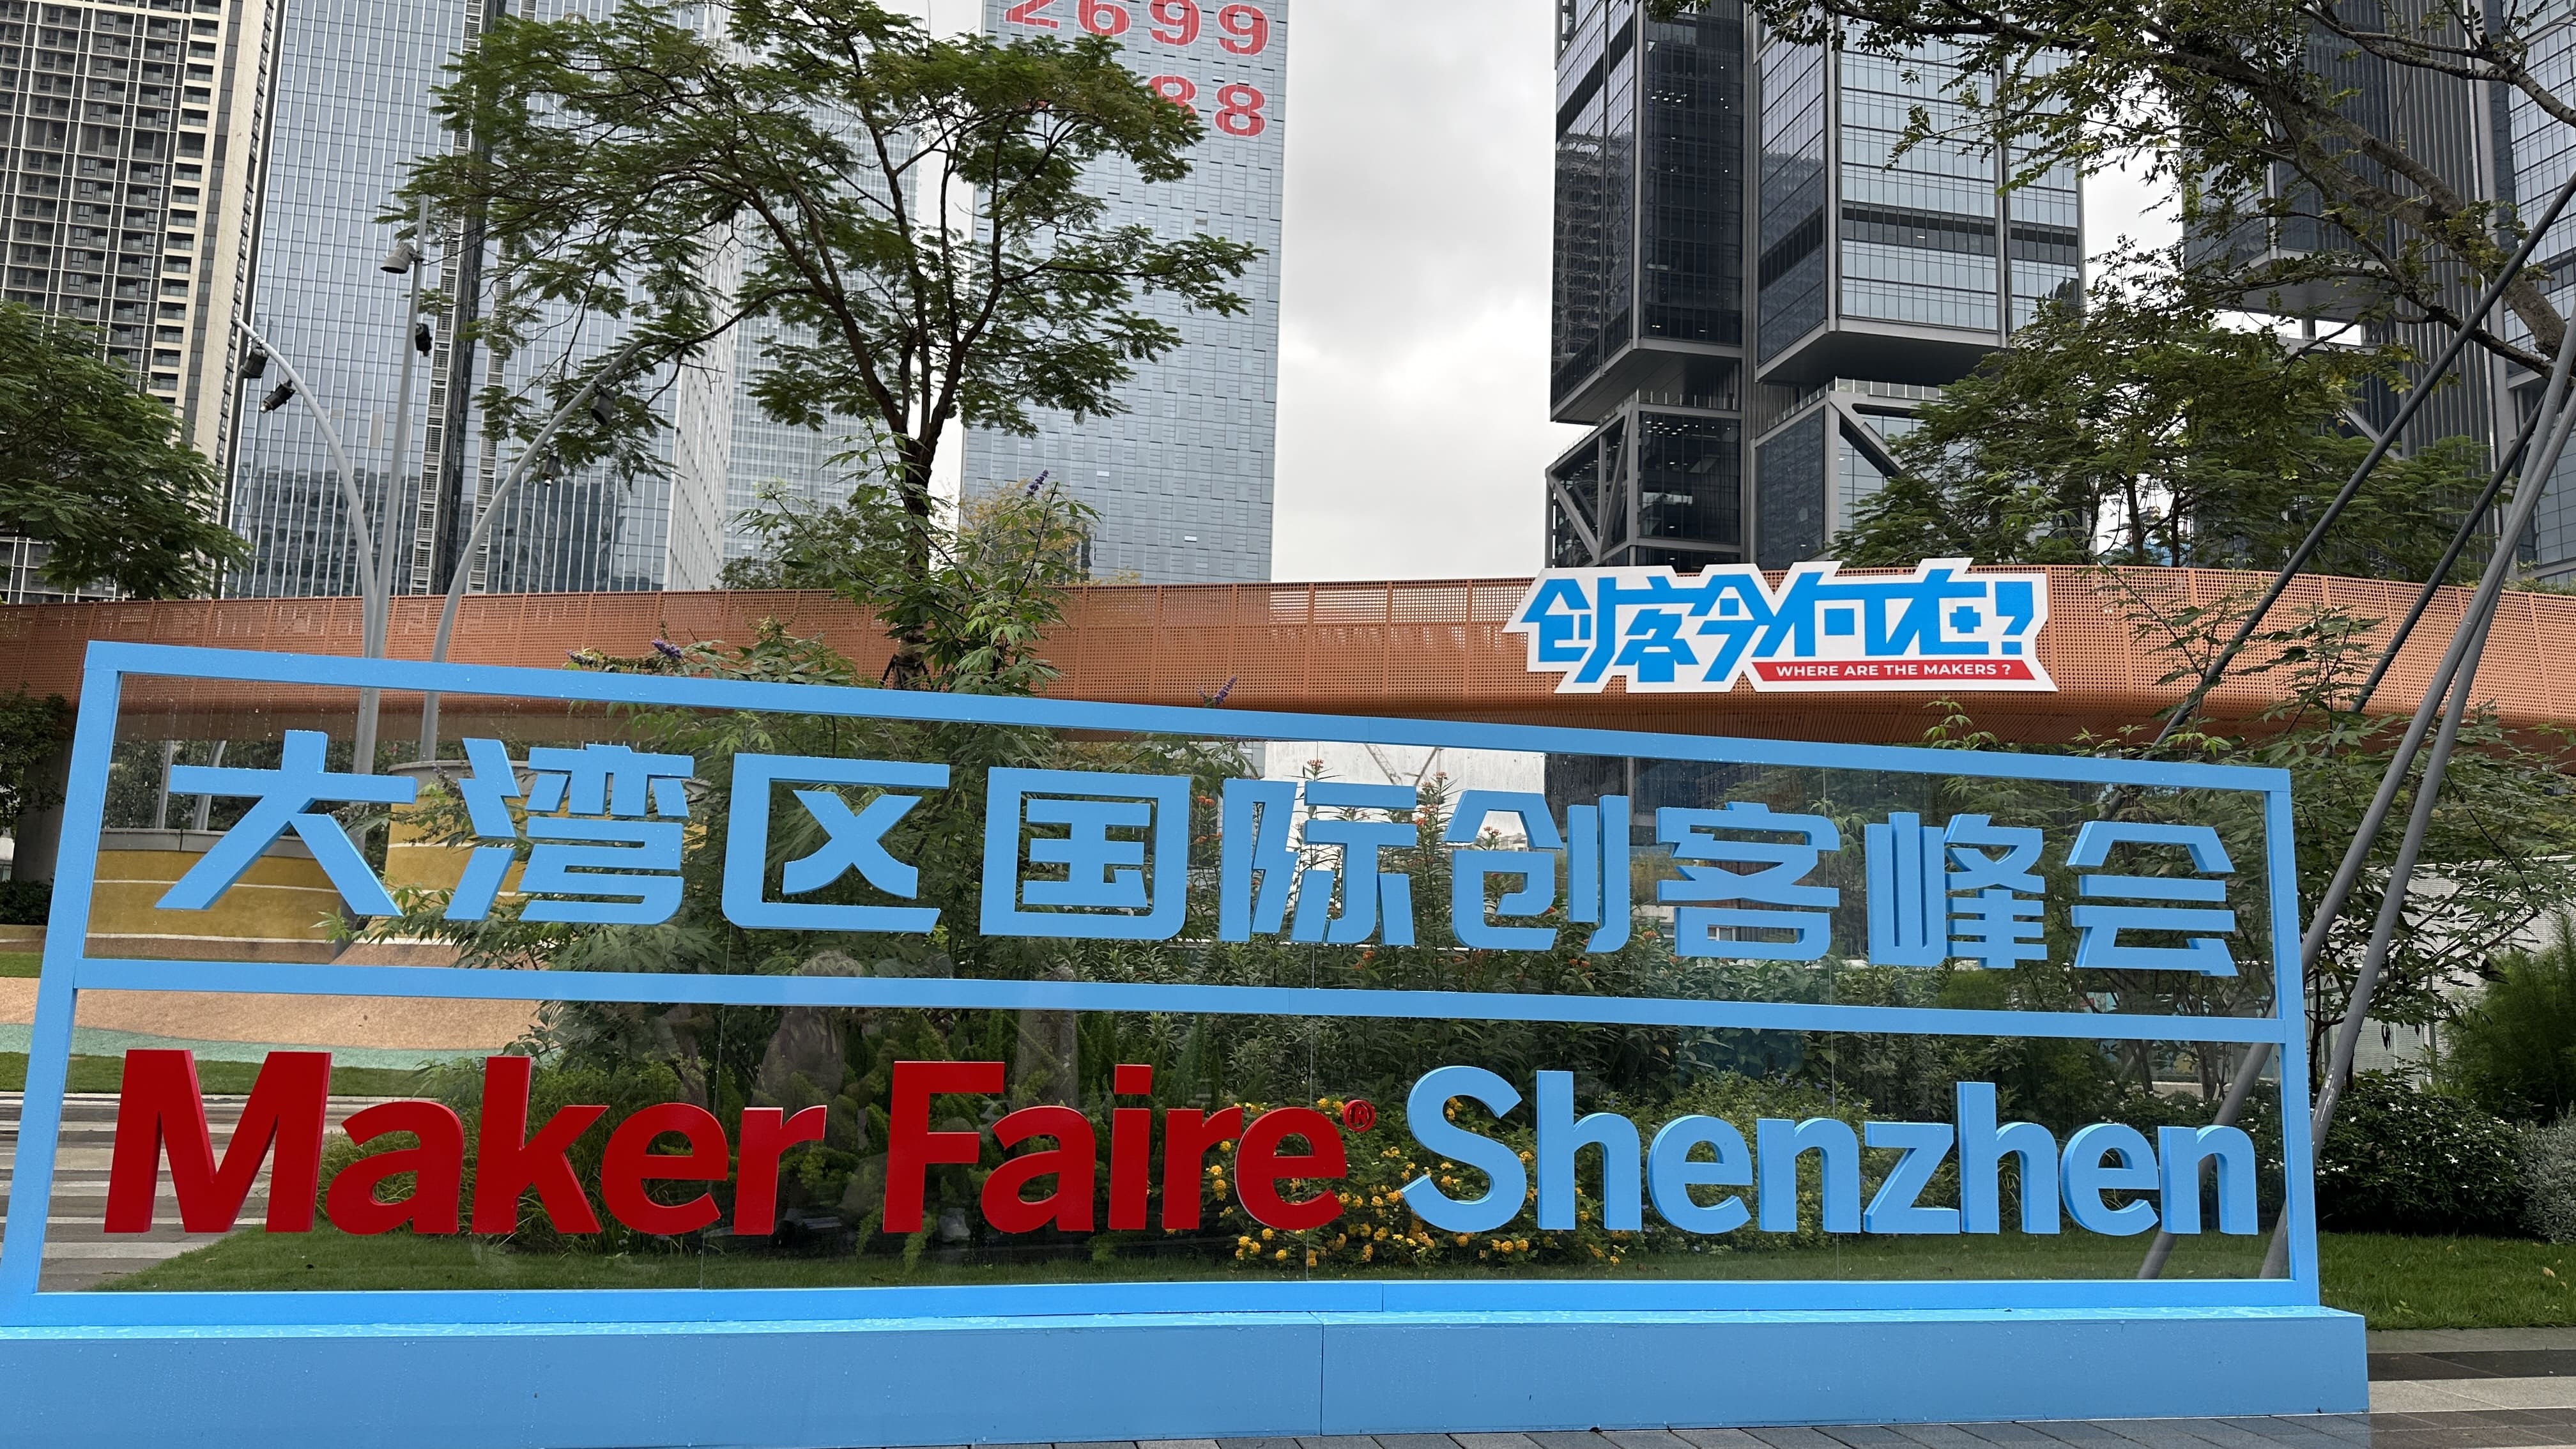 2699
88
创客今何在?
WHERE ARE THE MAKERS ?
大湾区国际创客峰会
Maker Faire® Shenzhen